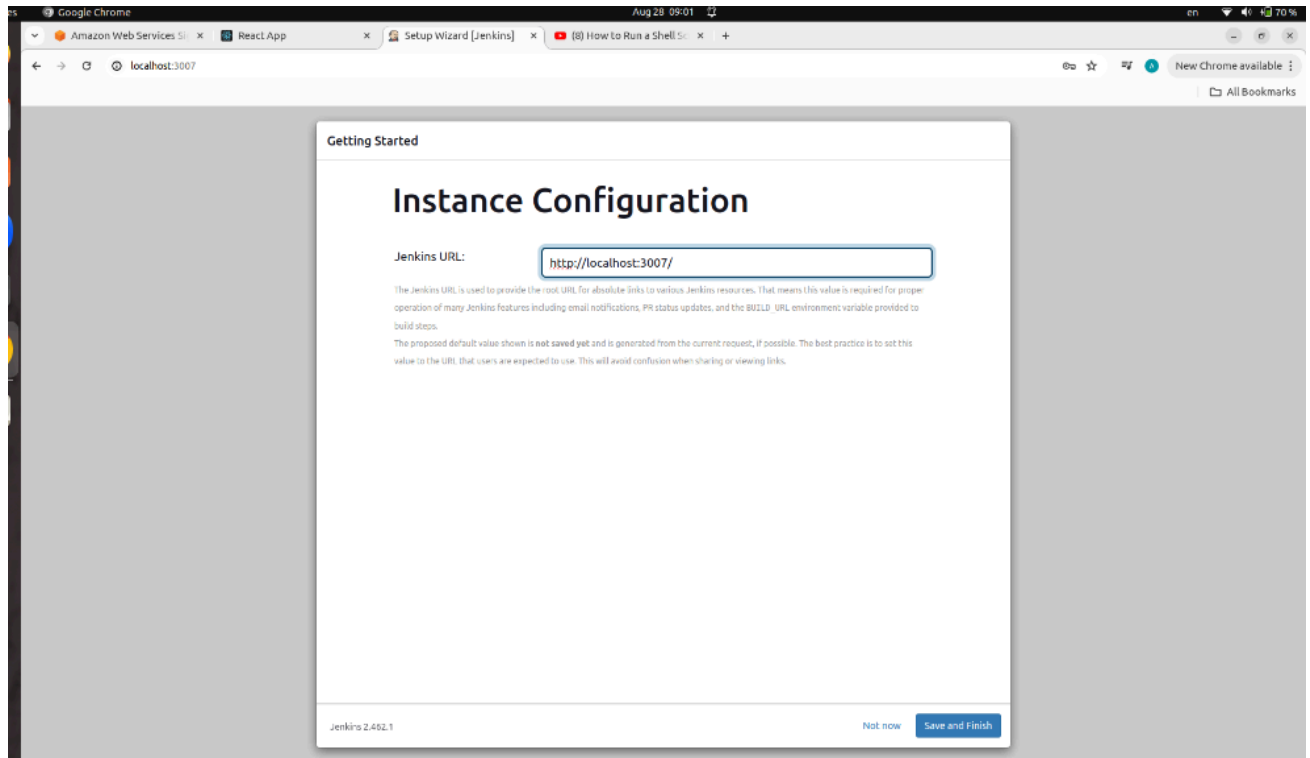 es Google Chrome Aug 28 09:01 en 70 %
Amazon Web Services Si React App Setup Wizard [Jenkins] (8) How to Run a Shell Sc
localhost:3007 New Chrome available
All Bookmarks
Getting Started
Instance Configuration
Jenkins URL: http://localhost:3007/
The Jenkins URL is used to provide the root URL for absolute links to various Jenkins resources. That means this value is required for proper
operation of many Jenkins features including email notifications, PR status updates, and the BUILD_URL environment variable provided to
build steps.
The proposed default value shown is not saved yet and is generated from the current request, if possible. The best practice is to set this
value to the URL that users are expected to use. This will avoid confusion when sharing or viewing links.
Jenkins 2.462.1 Not now Save and Finish